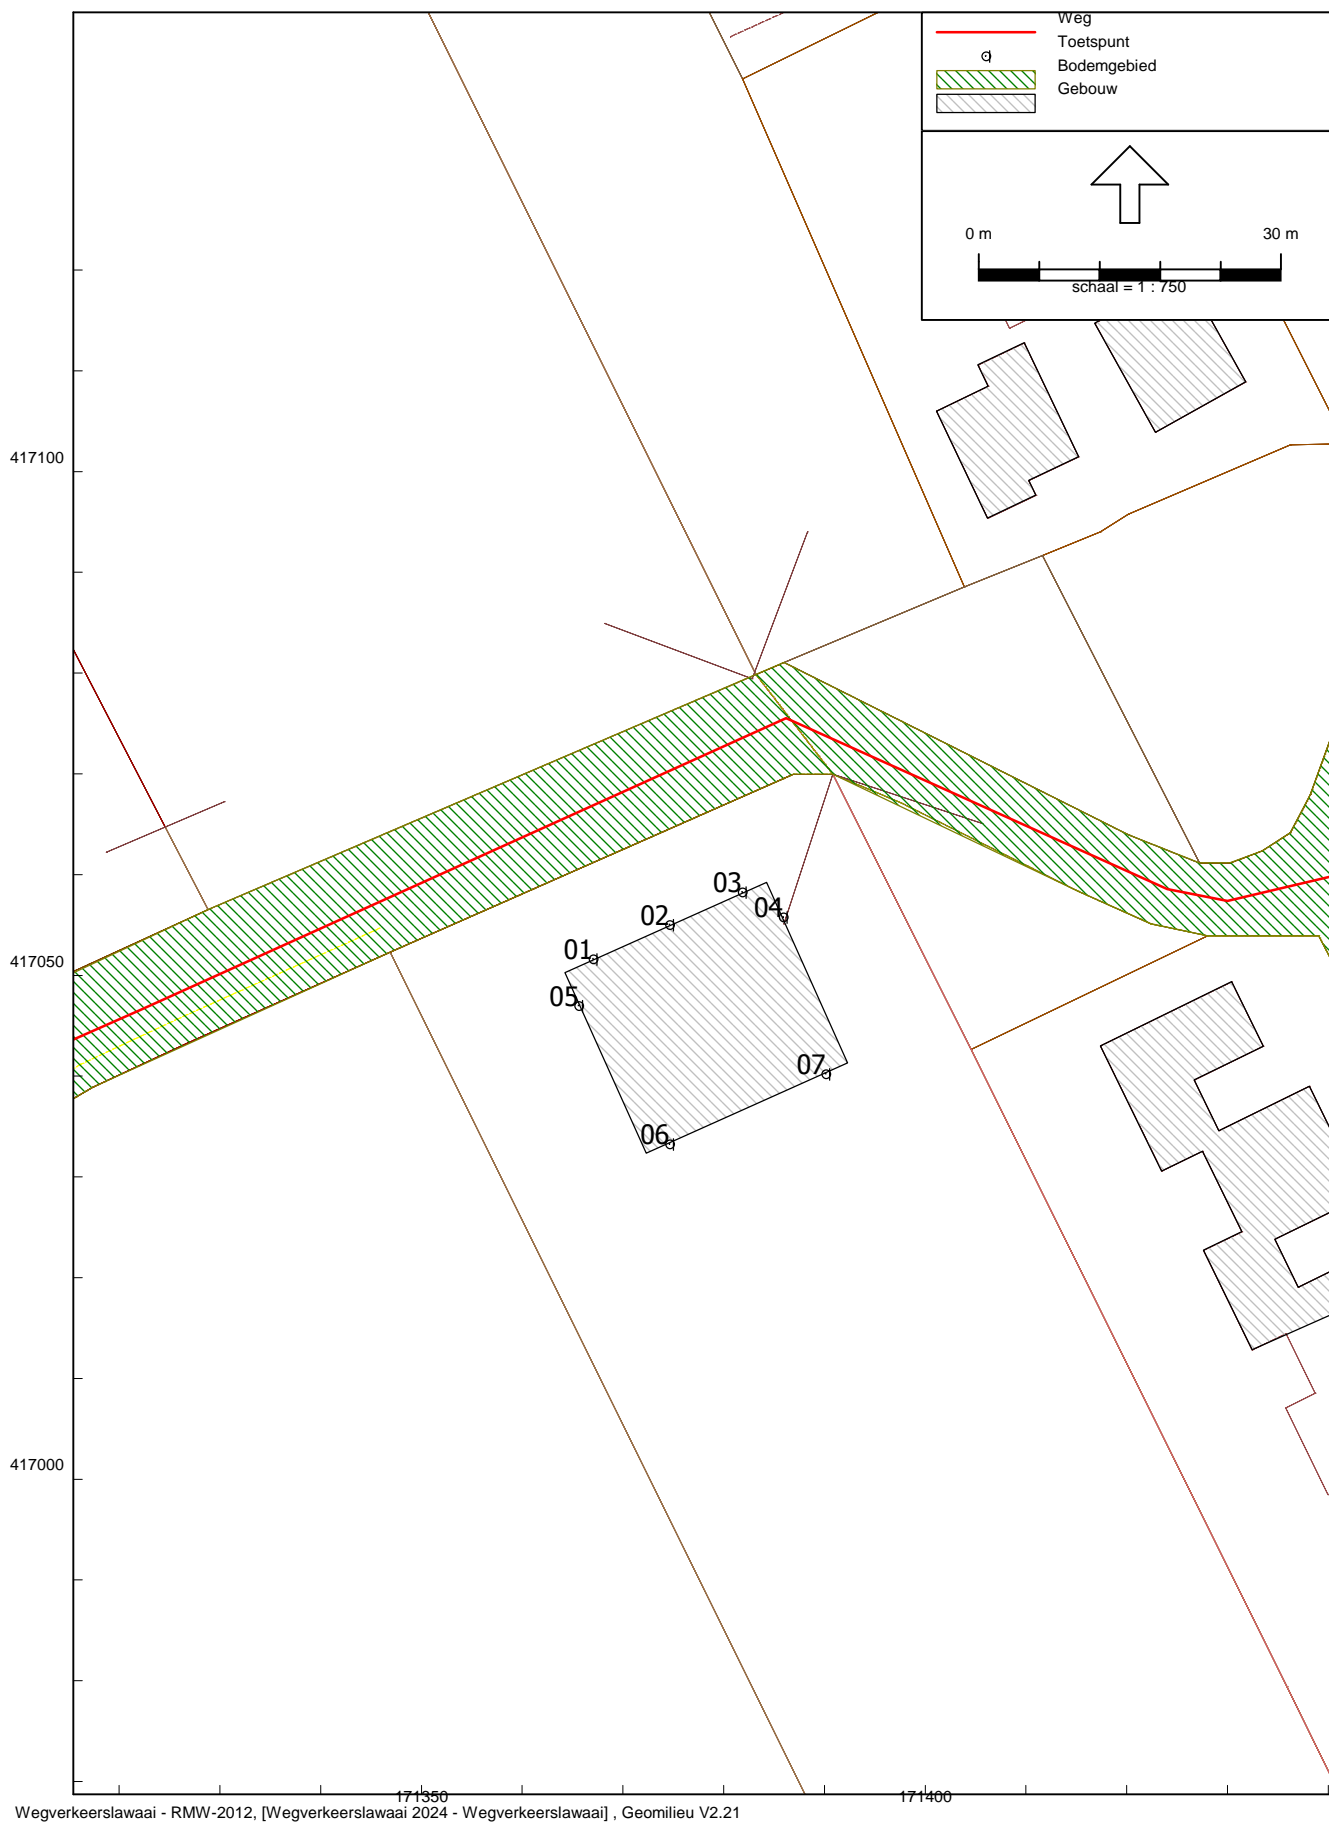 Weg
Toetspunt
Bodemgebied
Gebouw
0 m
30 m
schaal = 1 : 750
417100
03
04
02
01
417050
05
07
06
417000
171350
171400
Wegverkeerslawaai - RMW-2012, [Wegverkeerslawaai 2024 - Wegverkeerslawaai] , Geomilieu V2.21